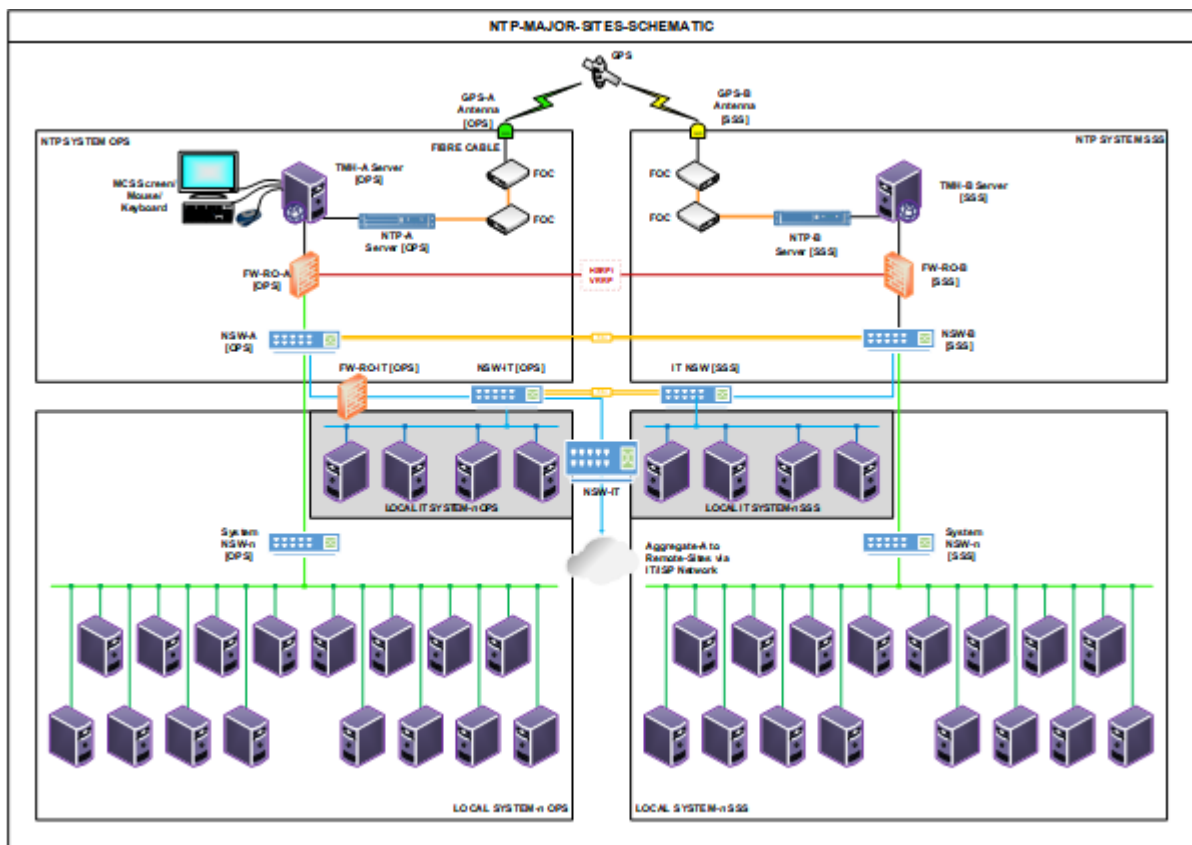 NTP-MAJOR-SITES-SCHEMATIC
GPS
GPS-A
Antenna
[OPS]
GPS-B
Antenna
[SSS]
NTP SYSTEM OPS
FIBRE CABLE
NTP SYSTEM SSS
MCS Screen/
Mouse/
Keyboard
TMH-A Server
[OPS]
FOC
FOC
NTP-A
Server [OPS]
FOC
FOC
NTP-B
Server [SSS]
TMH-B Server
[SSS]
FW-RO-A
[OPS]
VRRP
FW-RO-B
[SSS]
NSW-A
[OPS]
NSW-B
[SSS]
FW-RO-IT [OPS]
NSW-IT [OPS]
IT NSW [SSS]
NSW-IT
LOCAL IT SYSTEM-n OPS
LOCAL IT SYSTEM-n SSS
System
NSW-n
[OPS]
Aggregate-A to
Remote-Sites via
IT/ISP Network
System
NSW-n
[SSS]
LOCAL SYSTEM-n OPS
LOCAL SYSTEM-n SSS